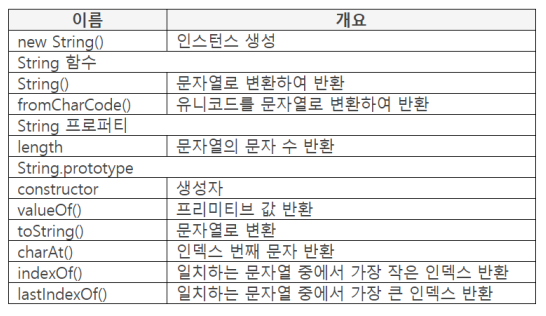 이름 개요
new String() 인스턴스 생성
String 함수
String() 문자열로 변환하여 반환
fromCharCode() 유니코드를 문자열로 변환하여 반환
String 프로퍼티
length 문자열의 문자 수 반환
String.prototype
constructor 생성자
valueOf() 프리미티브 값 반환
toString() 문자열로 변환
charAt() 인덱스 번째 문자 반환
indexOf() 일치하는 문자열 중에서 가장 작은 인덱스 반환
lastIndexOf() 일치하는 문자열 중에서 가장 큰 인덱스 반환